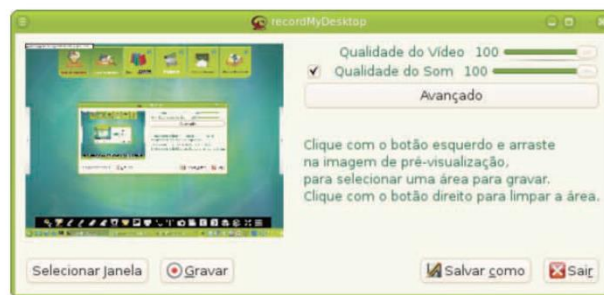 recordMyDesktop
Qualidade do Vídeo 100
Qualidade do Som 100
Avançado
Clique com o botão esquerdo e arraste
na imagem de pré-visualização,
para selecionar uma área para gravar.
Clique com o botão direito para limpar a área.
Selecionar Janela
Gravar
Salvar como
Sair